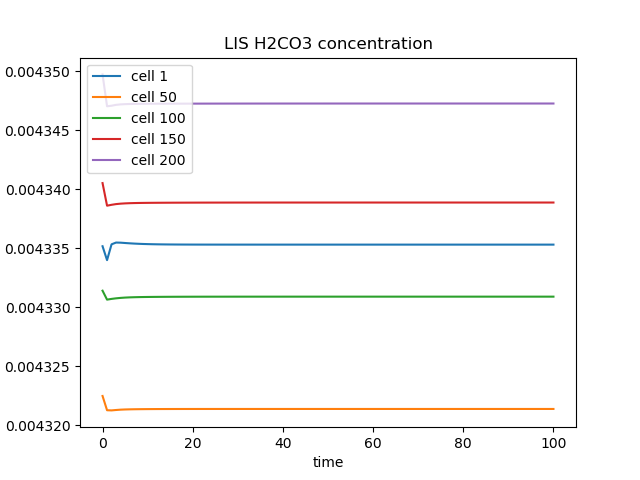 LIS H2CO3 concentration
0.004350
0.004345
0.004340
0.004335
0.004330
0.004325
0.004320
cell 1
cell 50
cell 100
cell 150
cell 200
0 20 40 60 80 100
time